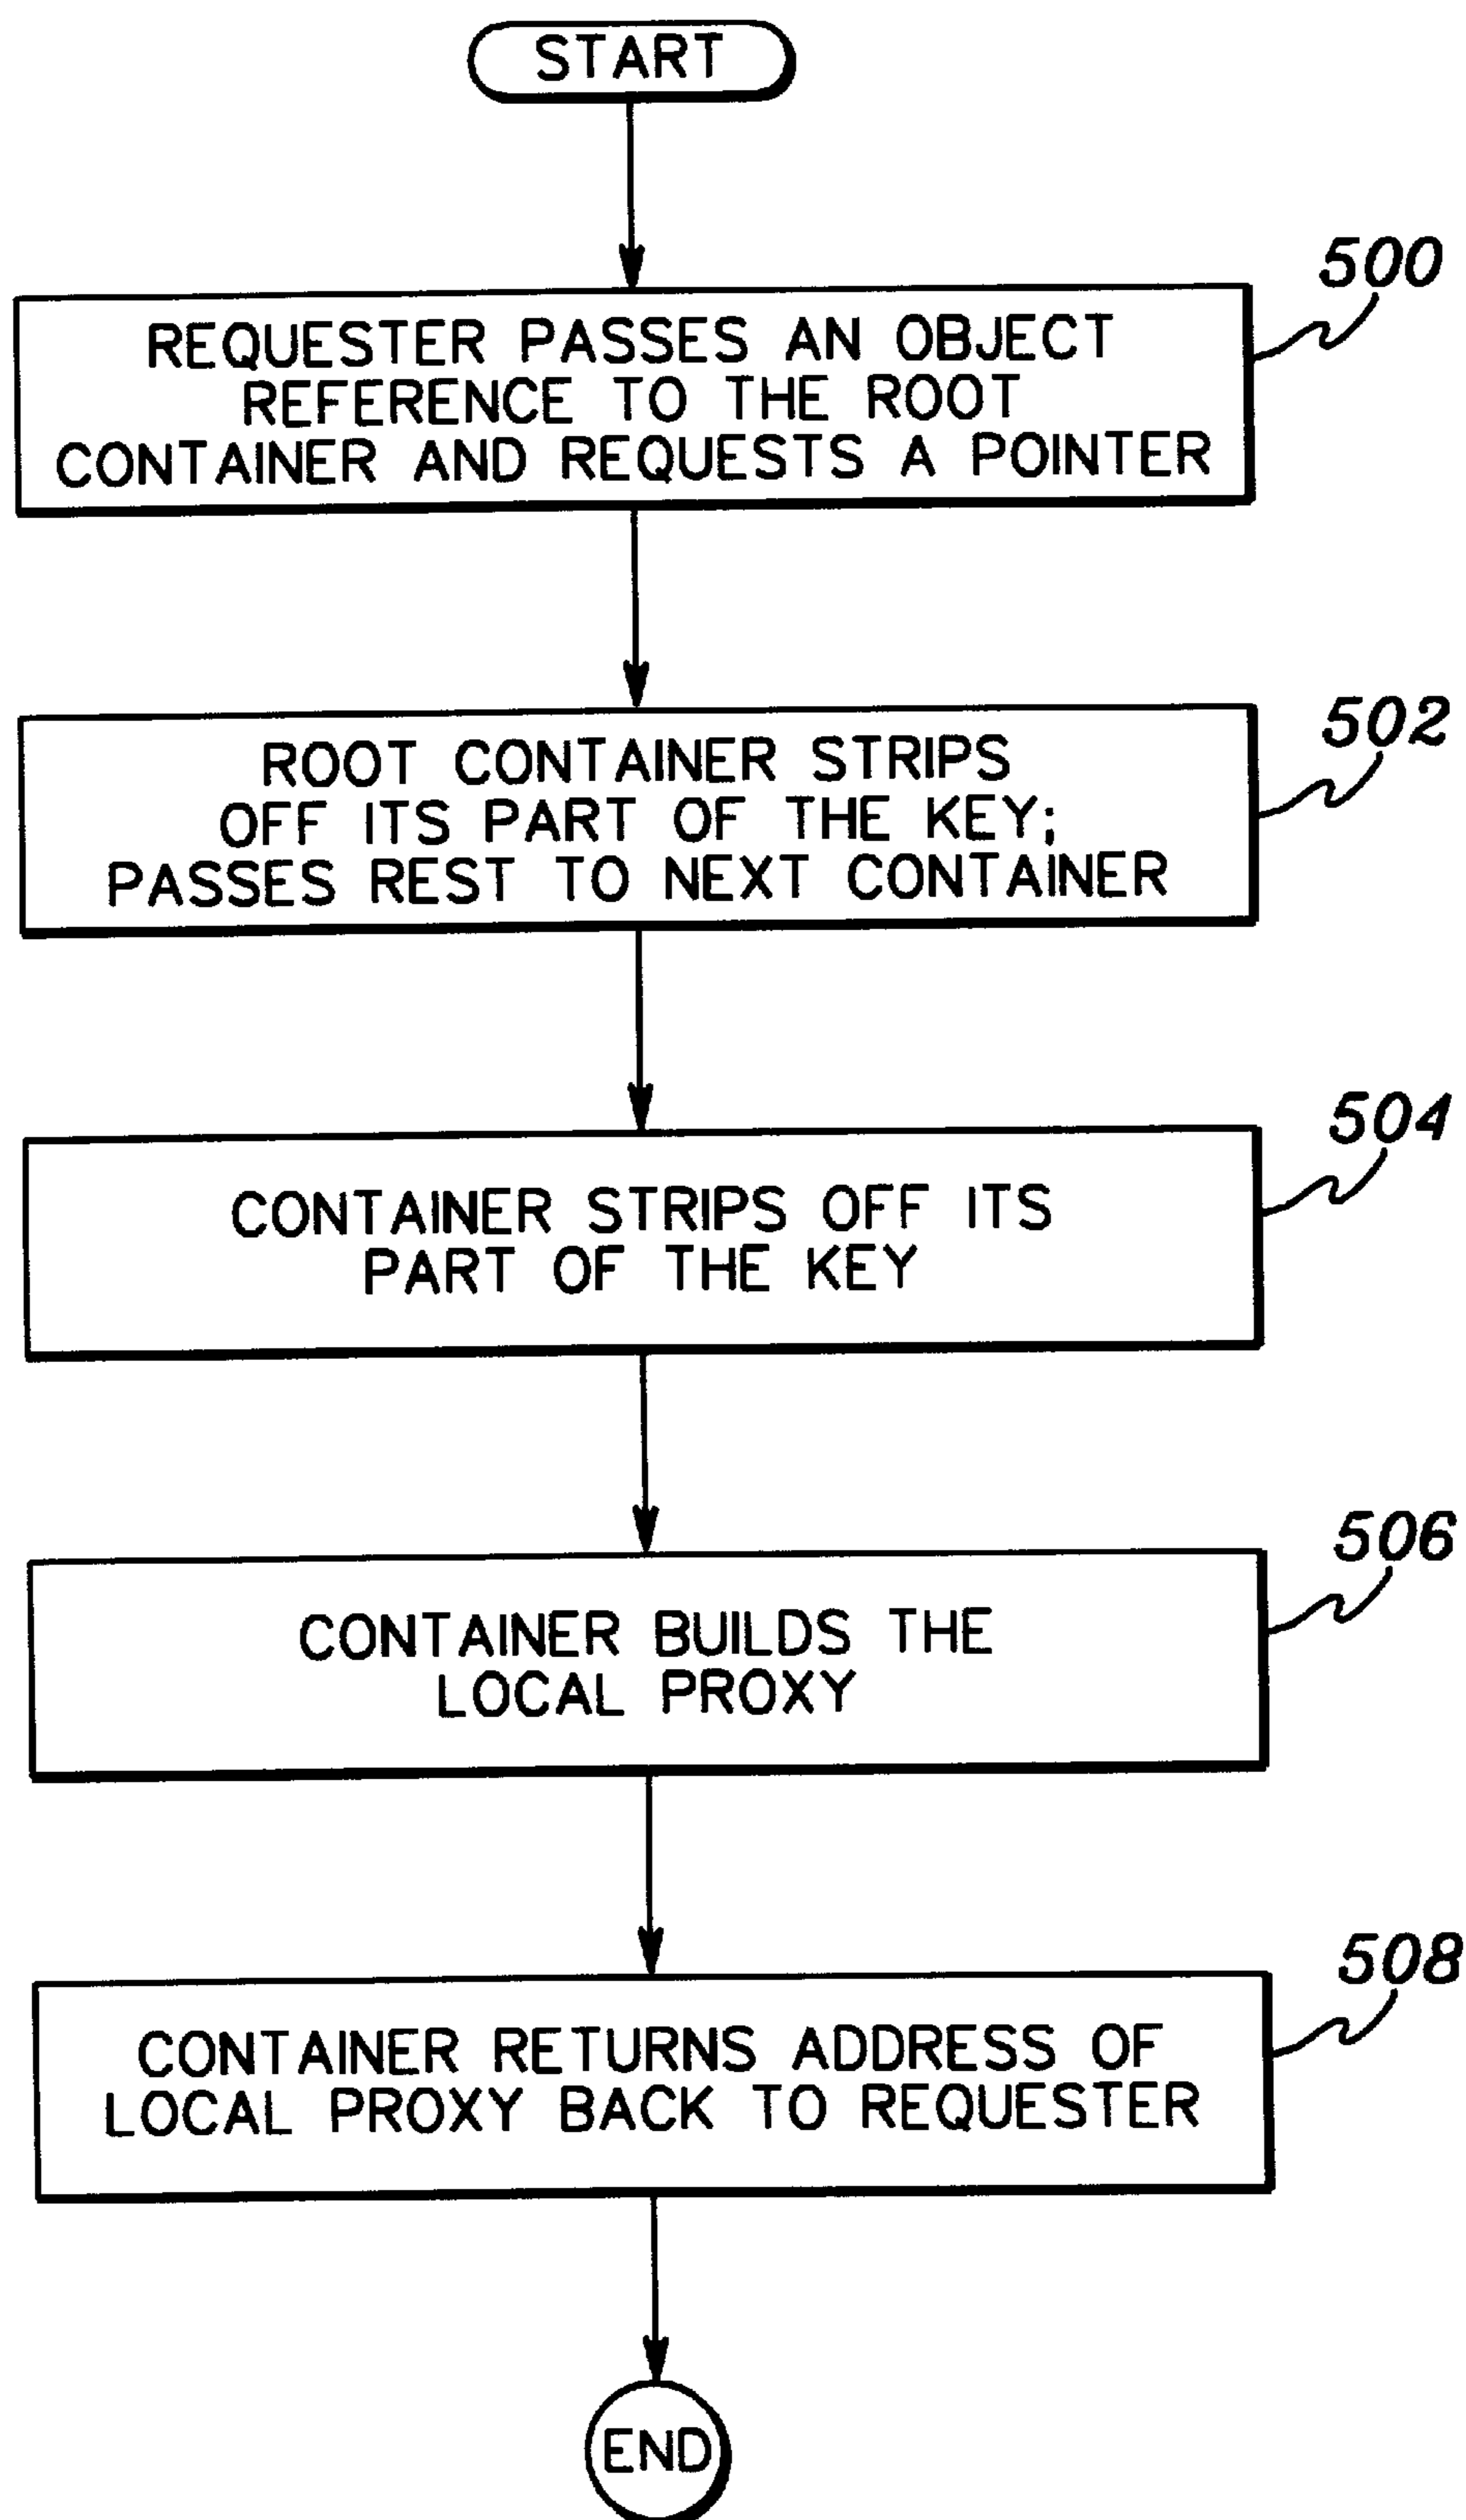 START
500
REQUESTER PASSES AN OBJECT
REFERENCE TO THE ROOT
CONTAINER AND REQUESTS A POINTER
502
ROOT CONTAINER STRIPS
OFF ITS PART OF THE KEY;
PASSES REST TO NEXT CONTAINER
504
CONTAINER STRIPS OFF ITS
PART OF THE KEY
506
CONTAINER BUILDS THE
LOCAL PROXY
508
CONTAINER RETURNS ADDRESS OF
LOCAL PROXY BACK TO REQUESTER
END